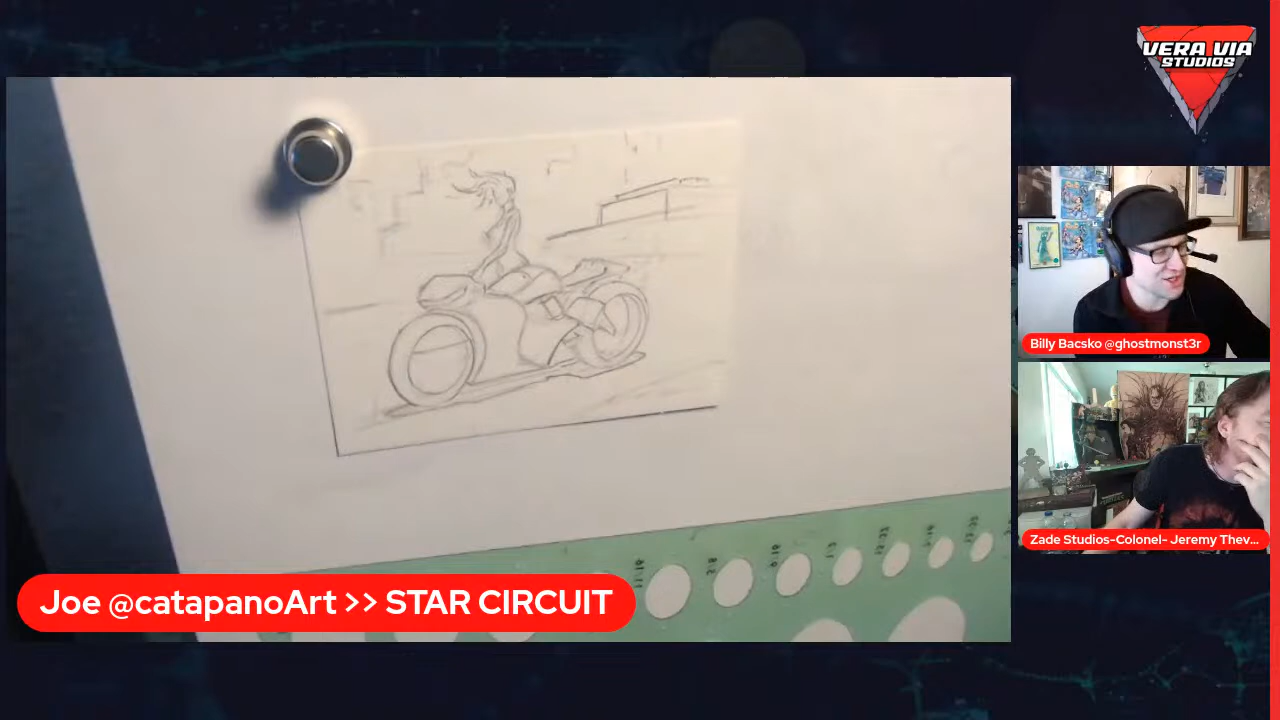 VERA VIA
STUDIOS
Billy Bacsko @ghostmonst3r
Zade Studios-Colonel- Jeremy Thev...
Joe @catapanoArt >> STAR CIRCUIT